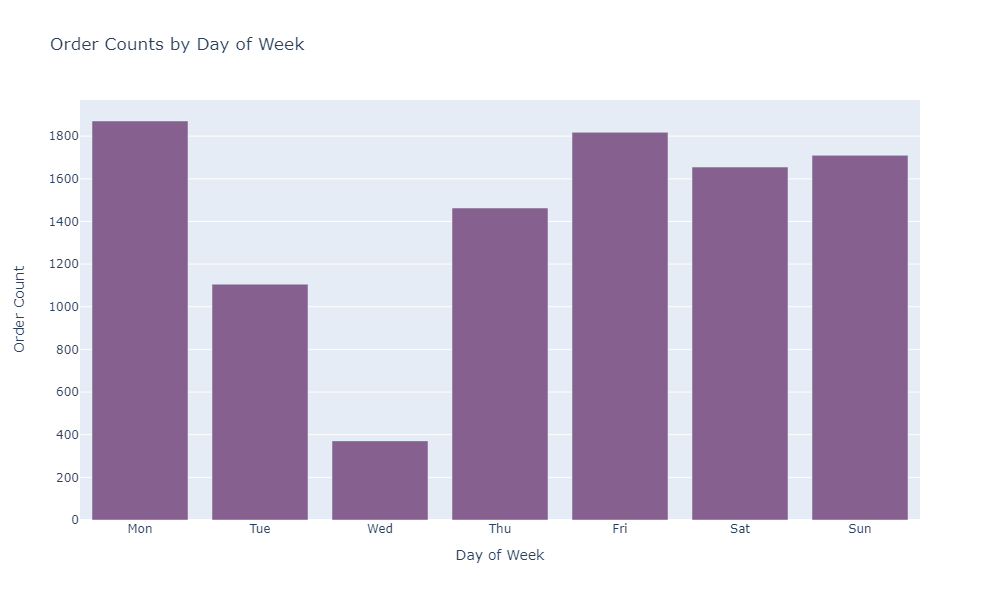 Order Counts by Day of Week
Order Count
1800
1600
1400
1200
1000
800
600
400
200
0
Mon Tue Wed Thu Fri Sat Sun
Day of Week